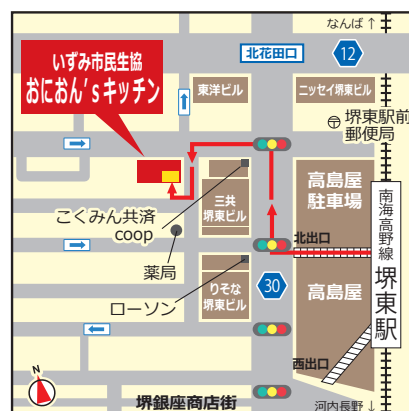 なんば↑
北花田口
12
いずみ市民生協
おにおん'sキッチン
東洋ビル
ニッセイ堺東ビル
〒堺東駅前
郵便局
高島屋
駐車場
三共
堺東ビル
こくみん共済
coop
北出口
南海高野線
堺東駅
薬局
ローソン
りそな
堺東ビル
30
高島屋
西出口
N
堺銀座商店街
河内長野↓